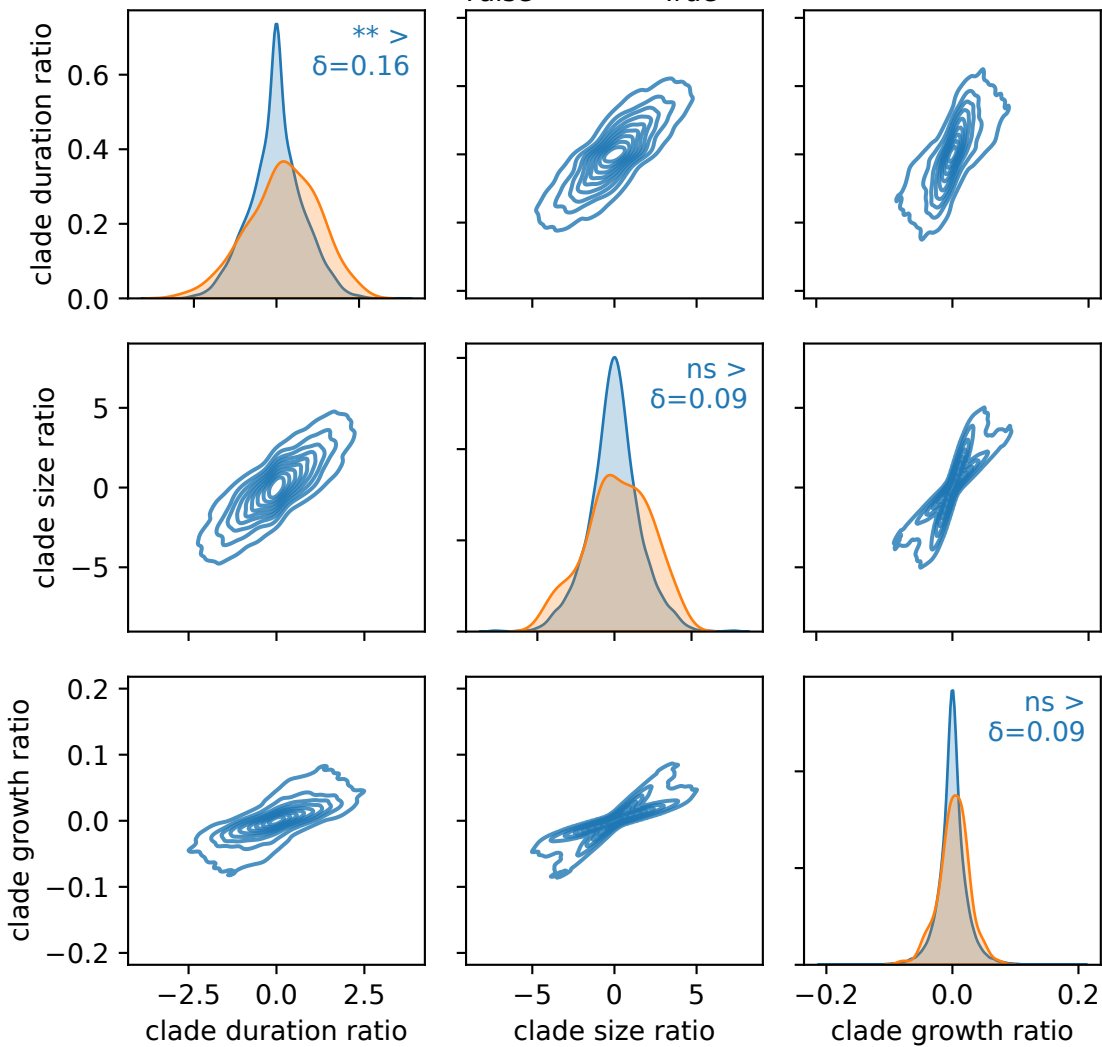 clade duration ratio
0.6
0.4
0.2
0.0
** >
δ=0.16
clade size ratio
5
0
−5
ns >
δ=0.09
clade growth ratio
0.2
0.1
0.0
−0.1
−0.2
ns >
δ=0.09
−2.5 0.0 2.5
−5 0 5
−0.2 0.0 0.2
clade duration ratio
clade size ratio
clade growth ratio